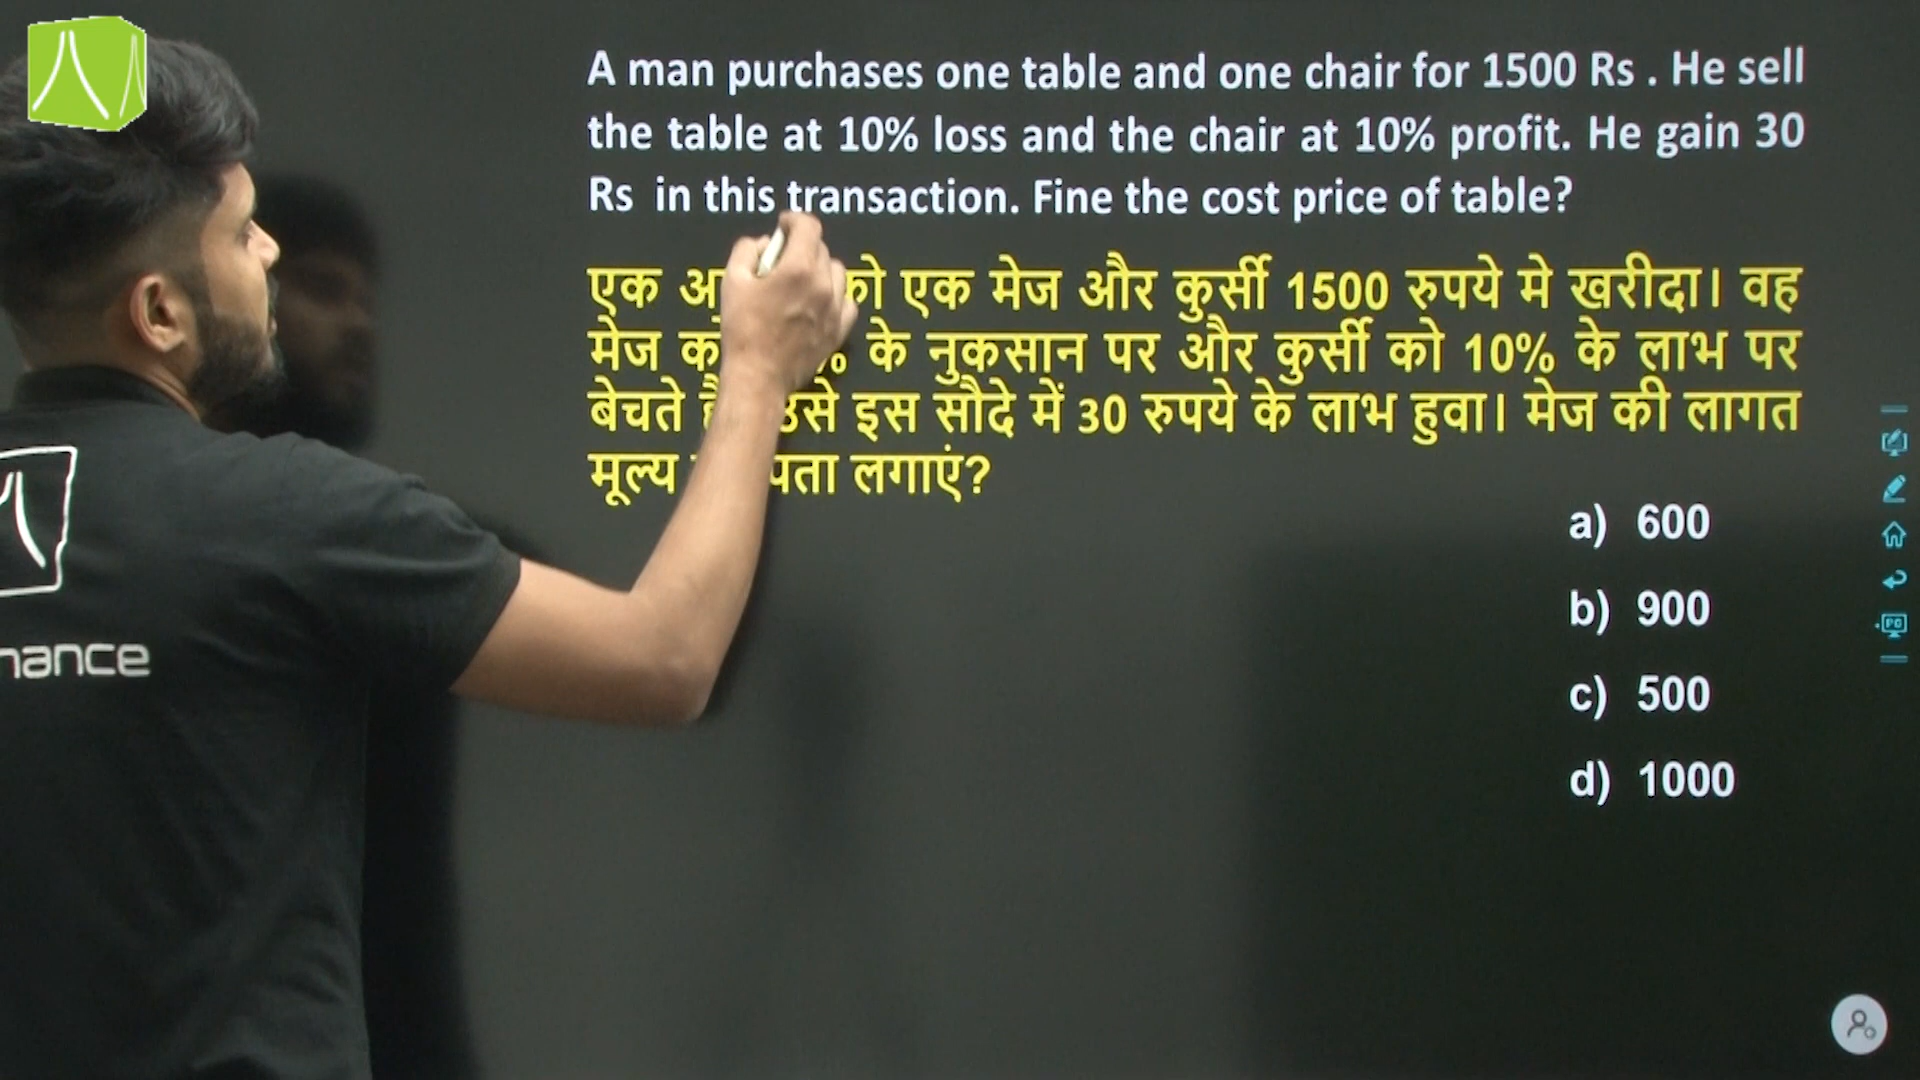 A man purchases one table and one chair for 1500 Rs . He sell
the table at 10% loss and the chair at 10% profit. He gain 30
Rs in this transaction. Fine the cost price of table?
एक को एक मेज और कुर्सी 1500 रुपये मे खरीदा। वह
मेज के नुकसान पर और कुर्सी को 10% के लाभ पर
बेचते उसे इस सौदे में 30 रुपये के लाभ हुवा। मेज की लागत
मूल्य पता लगाएं?
a) 600
b) 900
c) 500
d) 1000
nance
PC